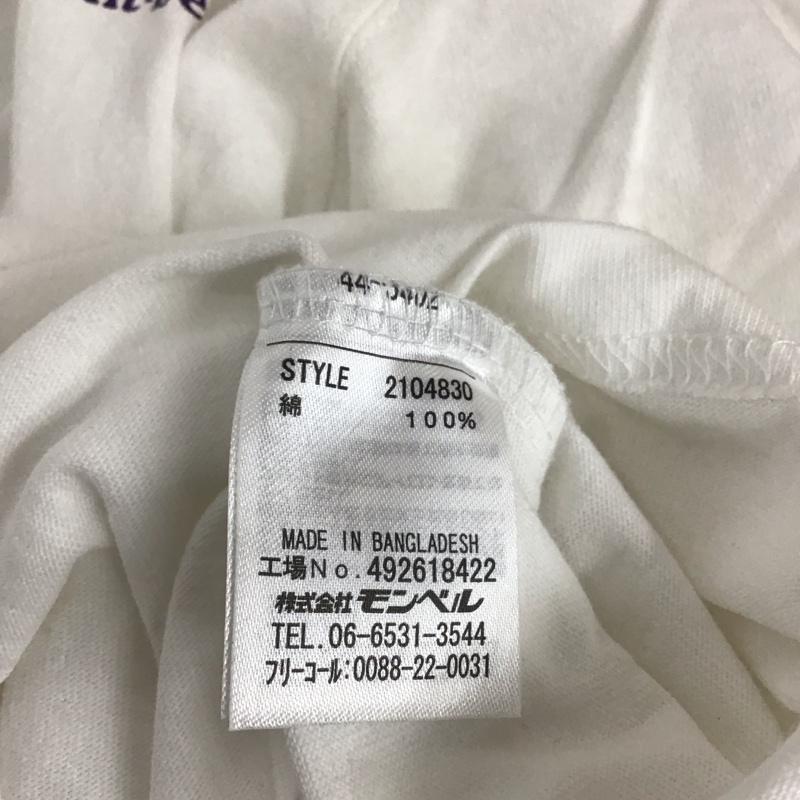 STYLE 2104830
綿 100%
MADE IN BANGLADESH
工場No.492618422
株式会社 モンベル
TEL.06-6531-3544
フリーコール:0088-22-0031